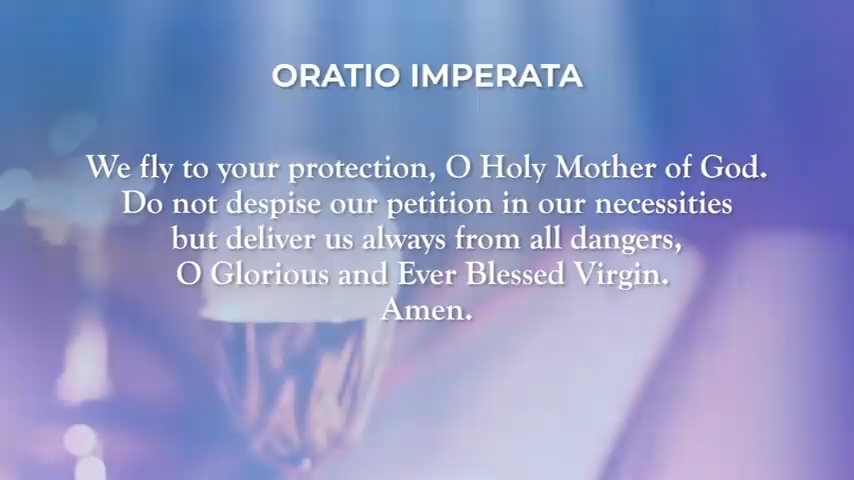 ORATIO IMPERATA
We fly to your protection, O Holy Mother of God.
Do not despise our petition in our necessities
but deliver us always from all dangers,
O Glorious and Ever Blessed Virgin.
Amen.